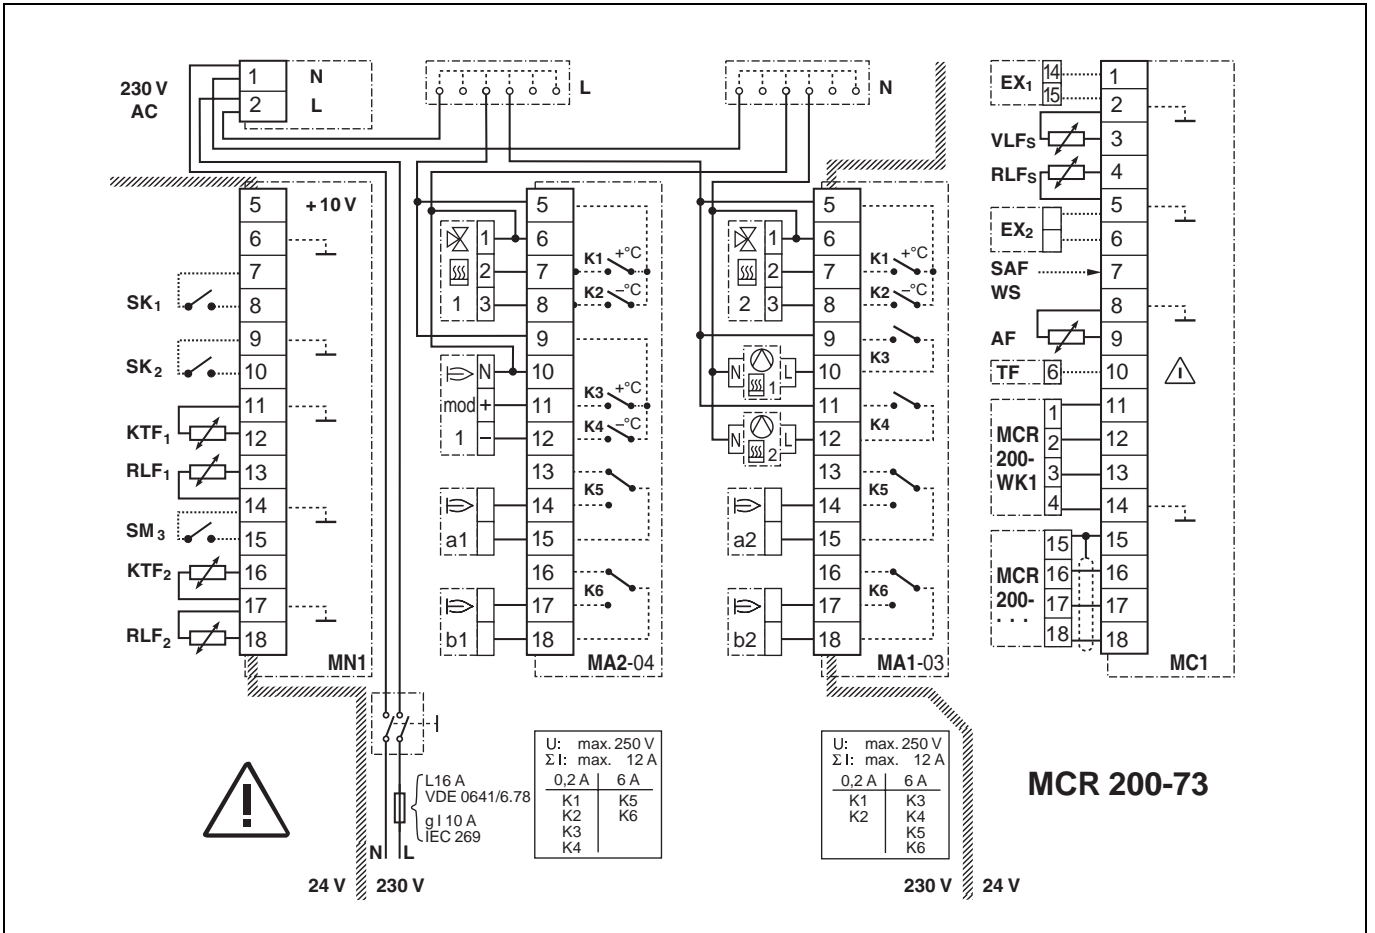 230 V
AC
1
N
2
L
L
N
5
+ 10 V
6
7
SK1
8
9
SK2
10
11
KTF1
12
RLF1
13
14
SM3
15
KTF2
16
17
RLF2
18
MN1
5
1
6
2
7
K1
+°C
1
3
8
K2
–°C
9
N
10
mod
+
11
K3
+°C
1
–
12
K4
–°C
13
14
K5
a1
15
16
17
K6
b1
18
MA2-04
5
1
6
2
7
K1
+°C
2
3
8
K2
–°C
9
K3
N
1
L
10
11
K4
N
2
L
12
13
14
K5
a2
15
16
17
K6
b2
18
MA1-03
EX1
14
15
1
2
VLFS
3
RLFS
4
5
EX2
6
SAF
WS
7
8
AF
9
TF
6
10
MCR
200-
WK1
1
2
3
4
11
12
13
14
MCR
200-
. . .
15
16
17
18
15
16
17
18
MC1
L16 A
VDE 0641/6.78
g l 10 A
IEC 269
N
L
24 V
230 V
U: max. 250 V
Σ I: max. 12 A
0,2 A 6 A
K1 K5
K2 K6
K3
K4
U: max. 250 V
Σ I: max. 12 A
0,2 A 6 A
K1 K3
K2 K4
K5
K6
230 V
24 V
MCR 200-73